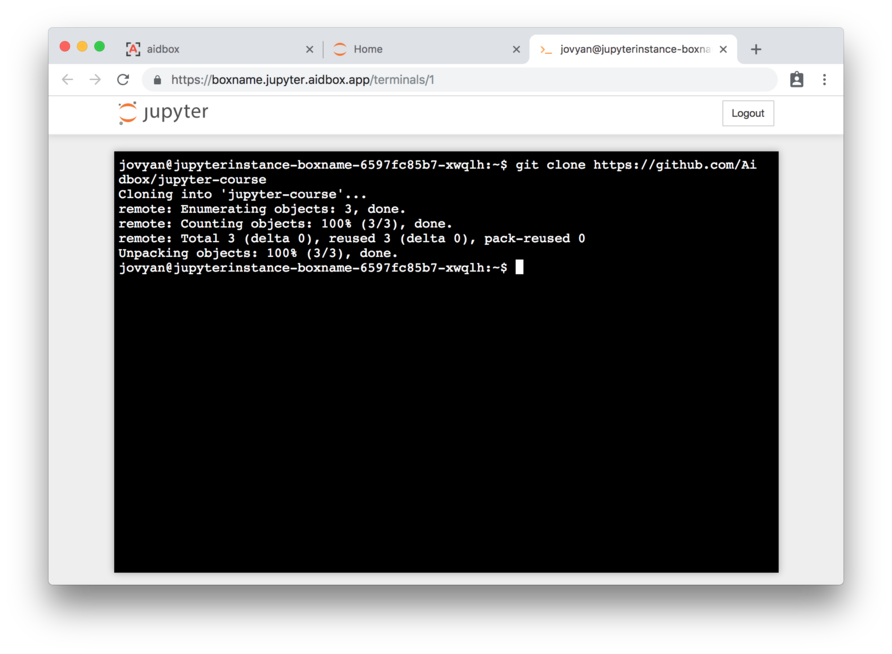 aidbox
Home
jovyan@jupyterinstance-boxna
https://boxname.jupyter.aidbox.app/terminals/1
jupyter
Logout
jovyan@jupyterinstance-boxname-6597fc85b7-xwqlh:~$ git clone https://github.com/Ai
dbox/jupyter-course
Cloning into 'jupyter-course'...
remote: Enumerating objects: 3, done.
remote: Counting objects: 100% (3/3), done.
remote: Total 3 (delta 0), reused 3 (delta 0), pack-reused 0
Unpacking objects: 100% (3/3), done.
jovyan@jupyterinstance-boxname-6597fc85b7-xwqlh:~$